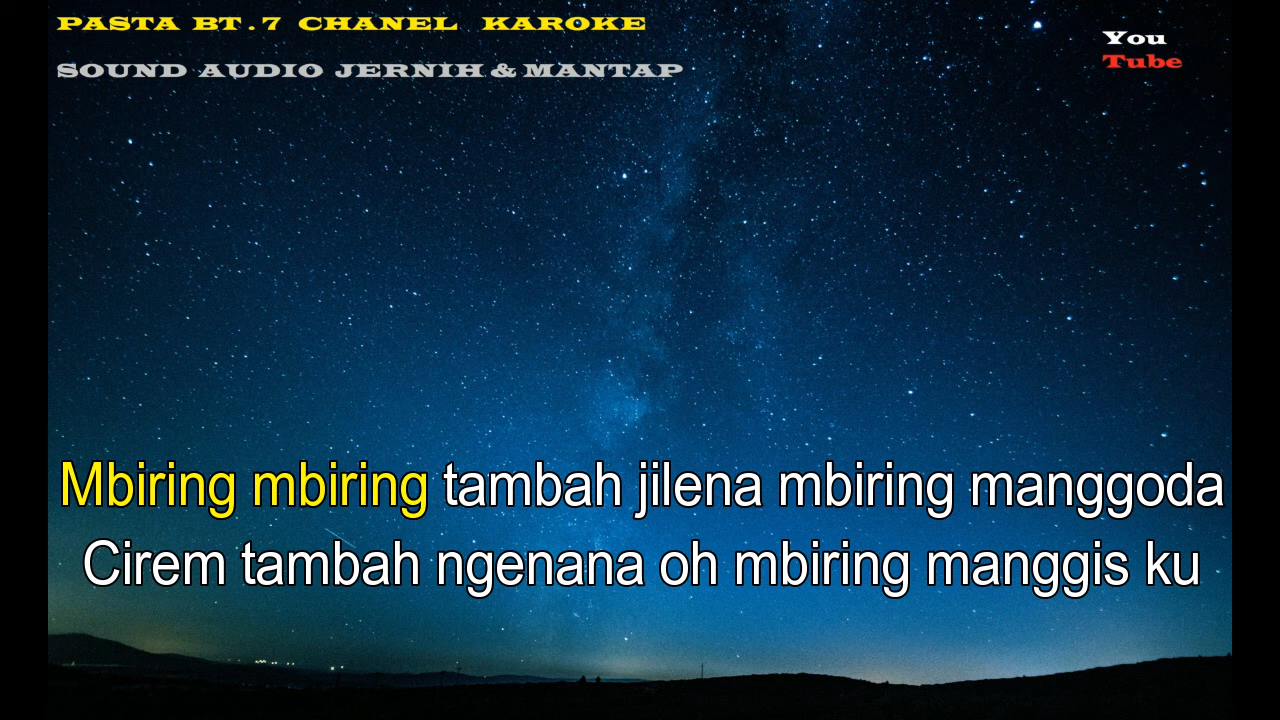 PASTA BT.7 CHANEL KAROKE
You
Tube
SOUND AUDIO JERNIH & MANTAP
Mbiring mbiring tambah jilena mbiring manggoda
Cirem tambah ngenana oh mbiring manggis ku